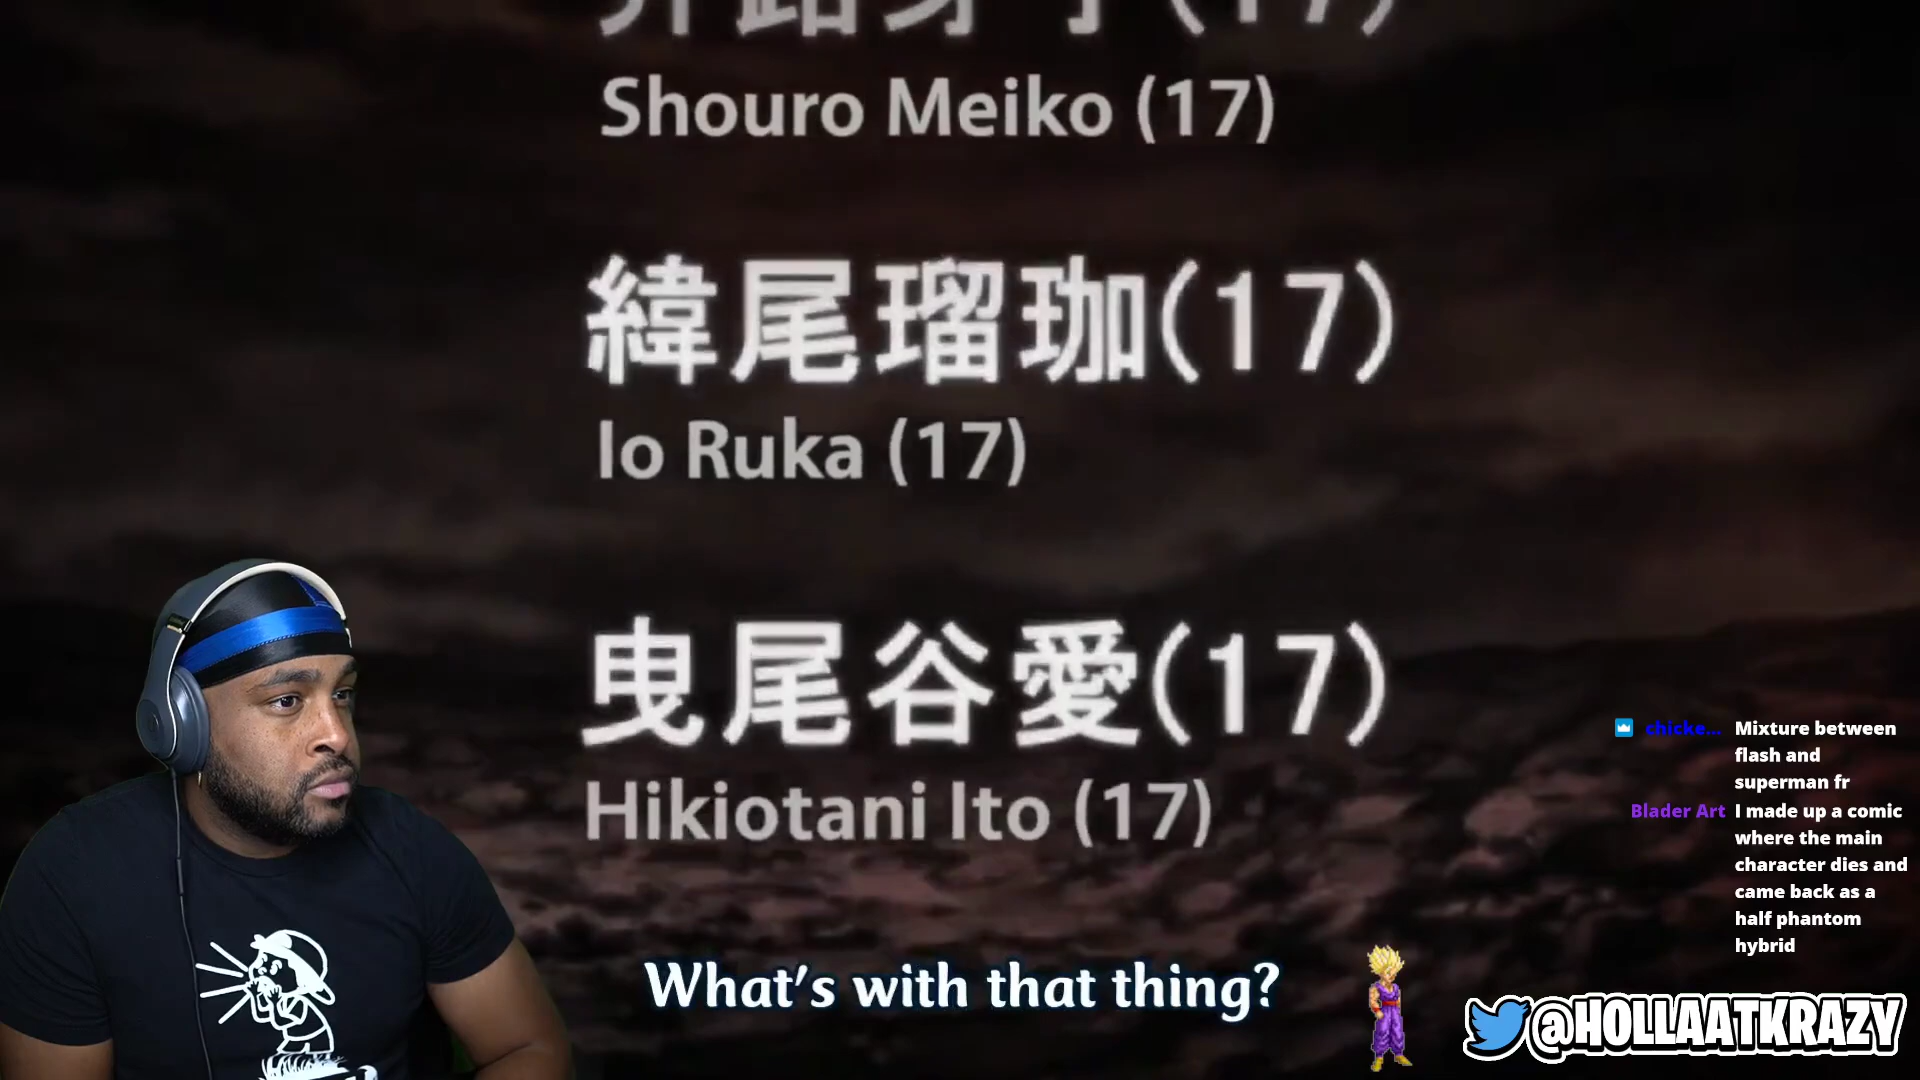 (17)
Shouro Meiko (17)
緯尾瑠珈(17)
Io Ruka (17)
曳尾谷愛(17)
Hikiotani Ito (17)
chicke... Mixture between
flash and
superman fr
Blader Art I made up a comic
where the main
character dies and
came back as a
half phantom
hybrid
What's with that thing?
@HOLLAATKRAZY